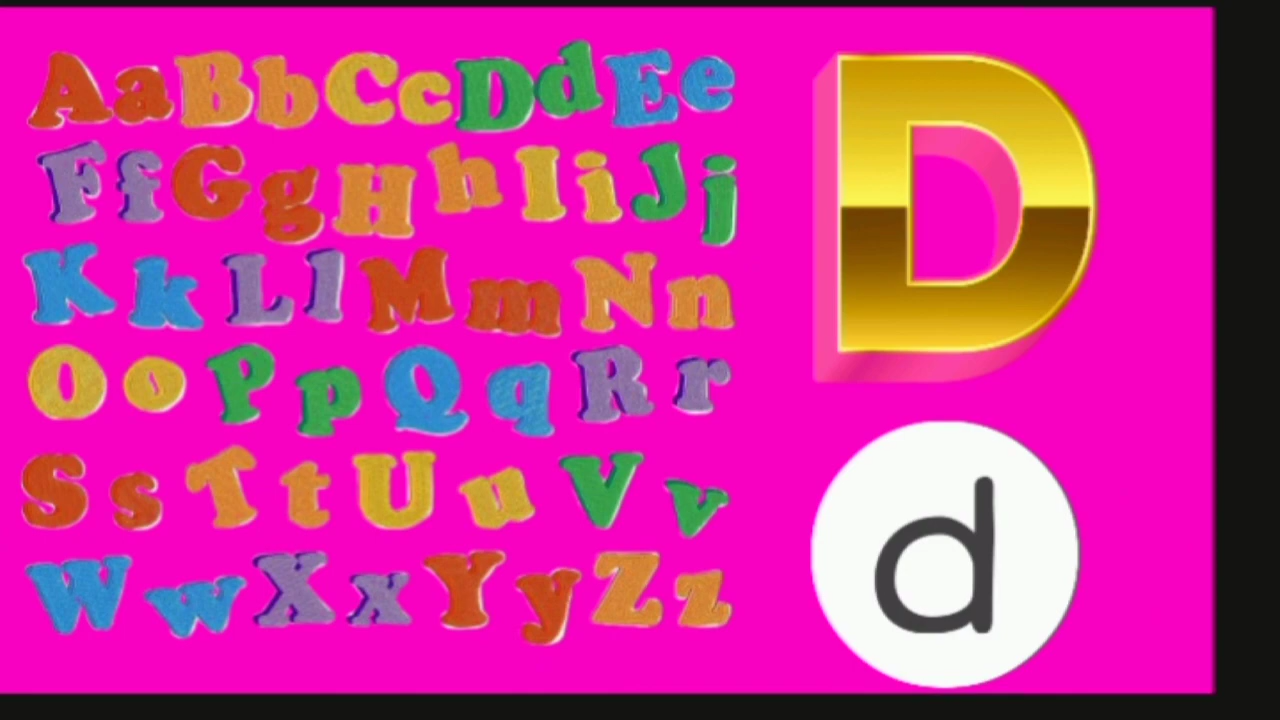 AaBbCcDdEe
FfGgHhIiJj
KkLlMmNn
OoPpQqRr
SsTtUuVv
WwXxYyZz
D
d